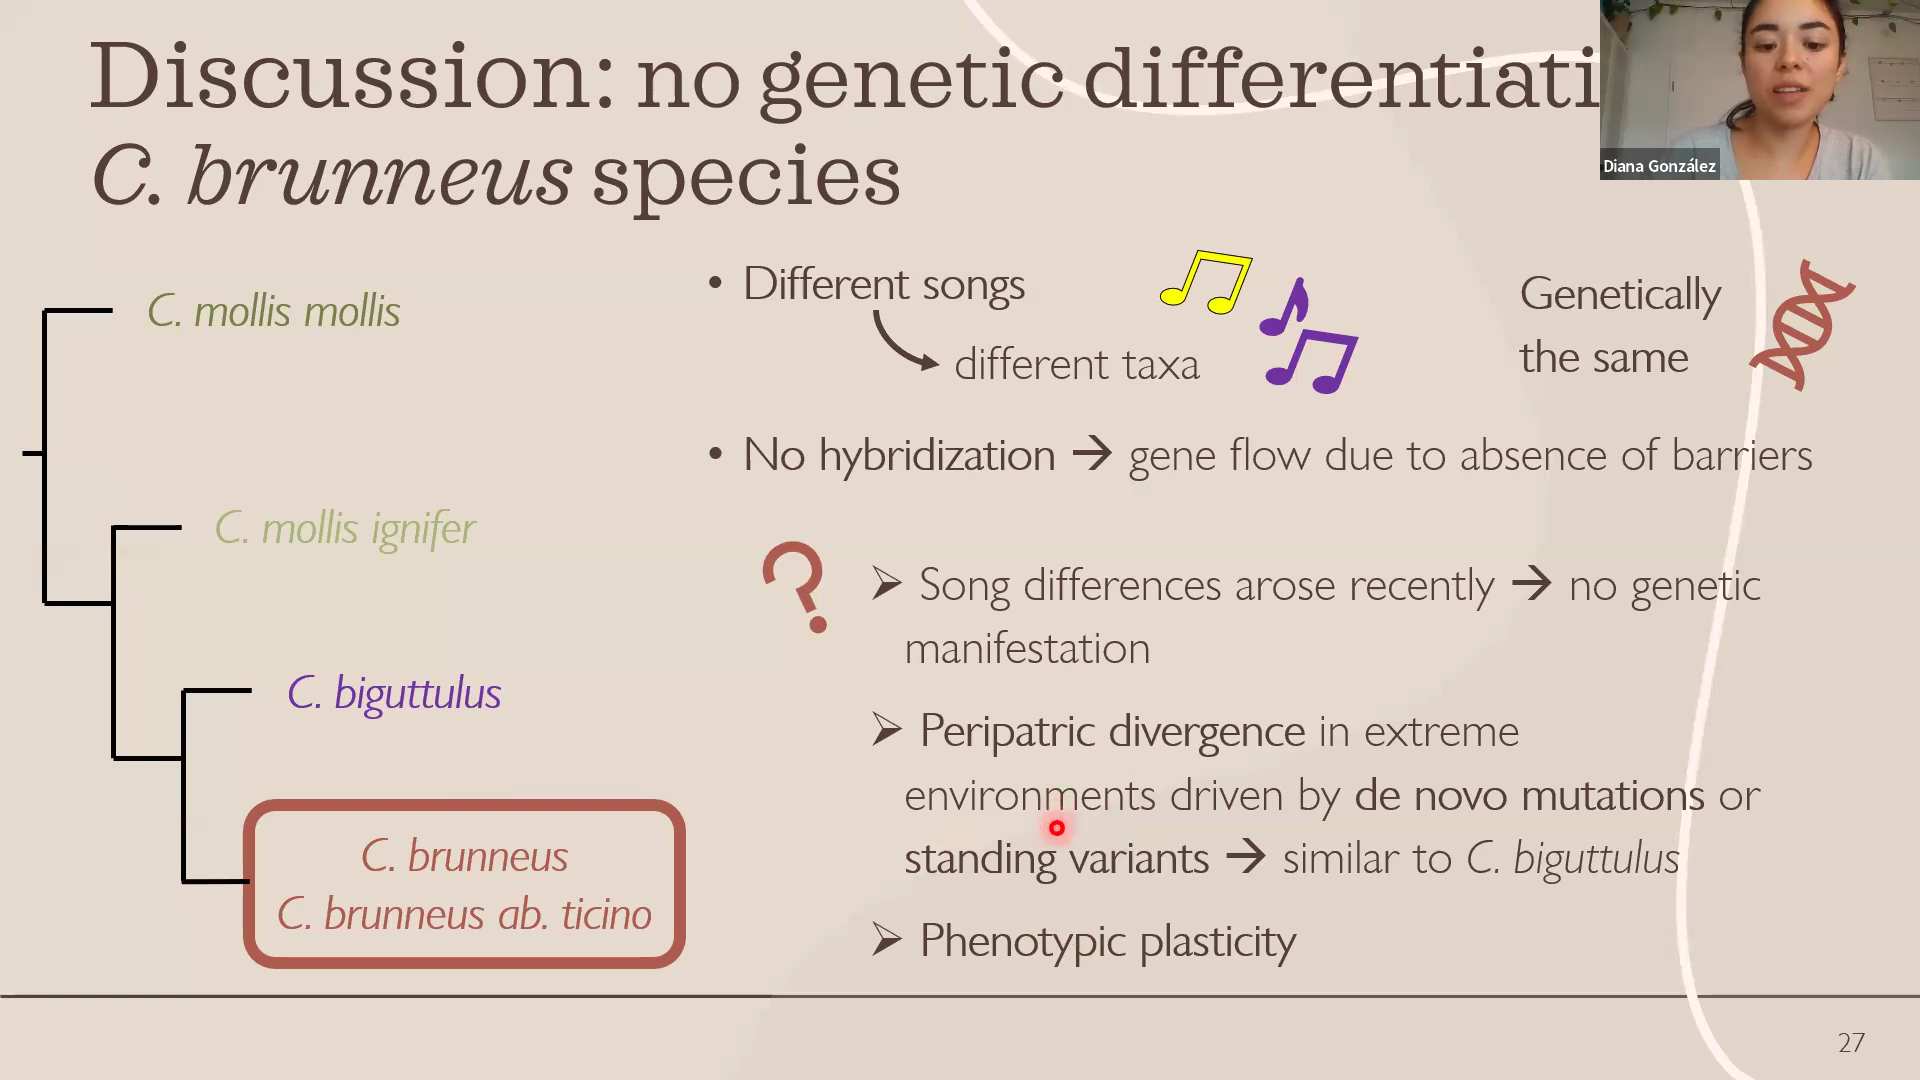 Discussion: no genetic differentiati
C. brunneus species
Diana González
C. mollis mollis
C. mollis ignifer
C. biguttulus
C. brunneus
C. brunneus ab. ticino
• Different songs
different taxa
Genetically
the same
• No hybridization → gene flow due to absence of barriers
?
➢ Song differences arose recently → no genetic
manifestation
➢ Peripatric divergence in extreme
environments driven by de novo mutations or
standing variants → similar to C. biguttulus
➢ Phenotypic plasticity
27